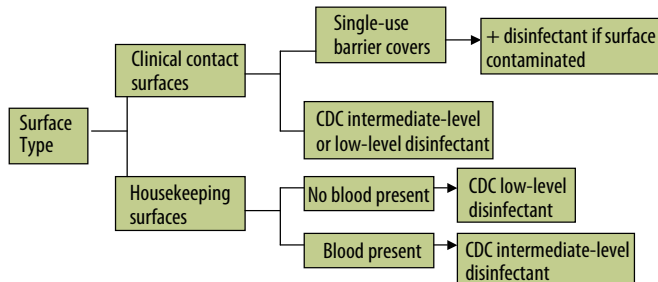 Surface
Type
Clinical contact
surfaces
Single-use
barrier covers
+ disinfectant if surface
contaminated
CDC intermediate-level
or low-level disinfectant
Housekeeping
surfaces
No blood present
CDC low-level
disinfectant
Blood present
CDC intermediate-level
disinfectant